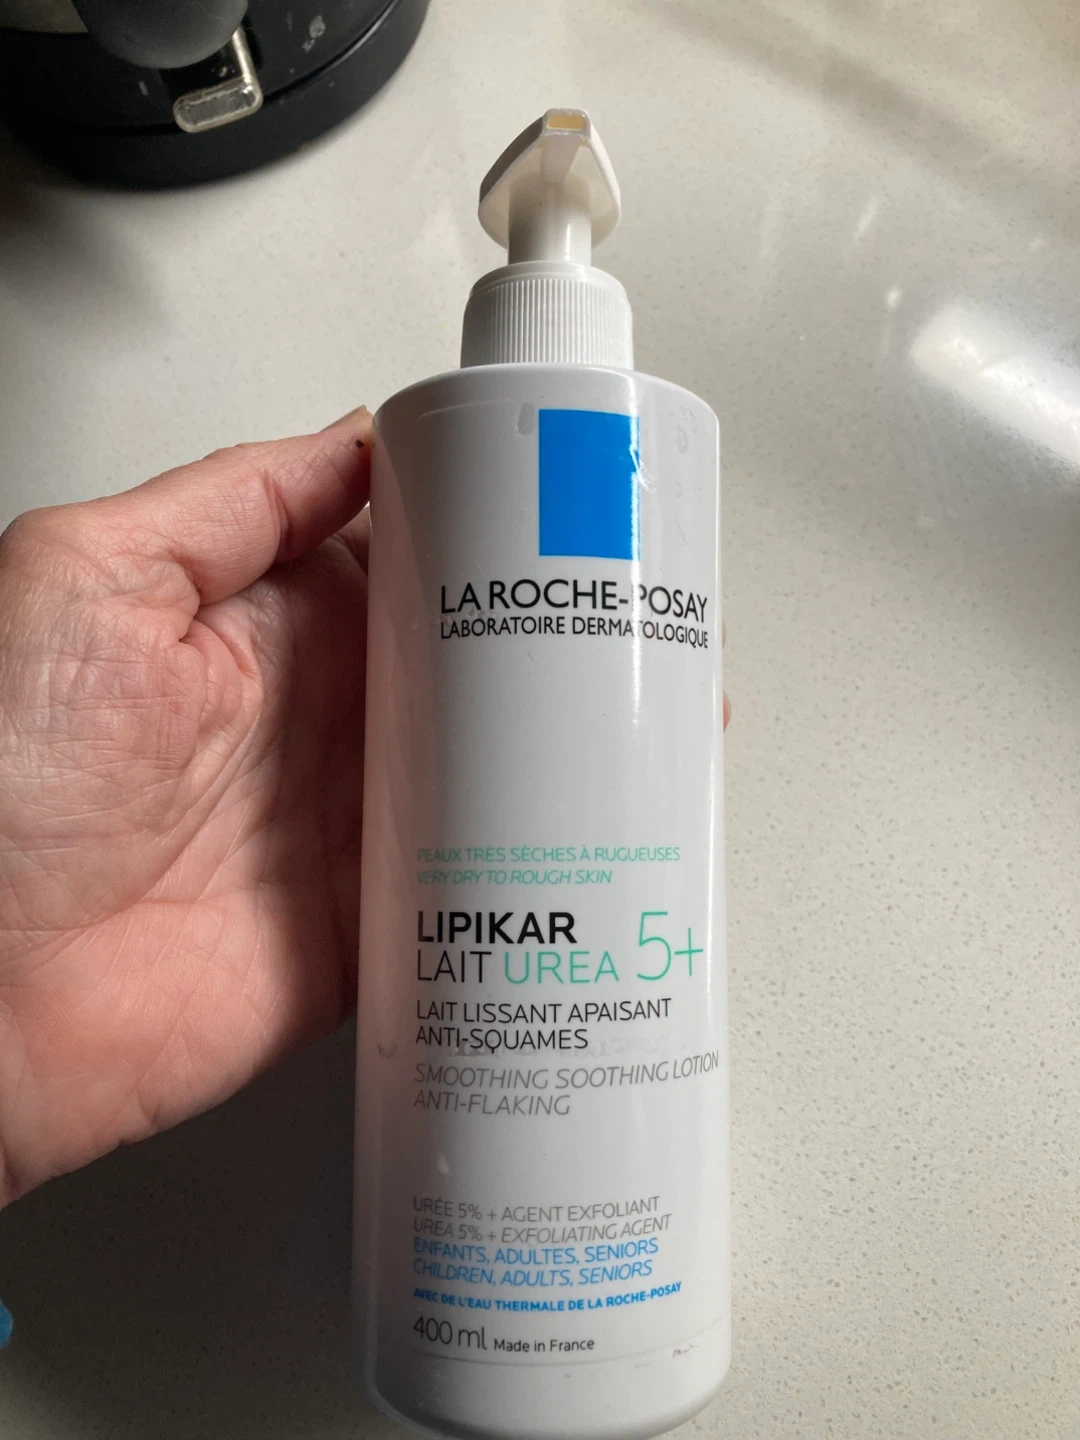 LA ROCHE-POSAY
LABORATOIRE DERMATOLOGIQUE
PEAUX TRÈS SÈCHES À RUGUEUSES
VERY DRY TO ROUGH SKIN
LIPIKAR
LAIT UREA 5+
LAIT LISSANT APAISANT
ANTI-SQUAMES
SMOOTHING SOOTHING LOTION
ANTI-FLAKING
URÉE 5% + AGENT EXFOLIANT
UREA 5% + EXFOLIATING AGENT
ENFANTS, ADULTES, SENIORS
CHILDREN, ADULTS, SENIORS
AVEC DE L'EAU THERMALE DE LA ROCHE-POSAY
400 ml Made in France